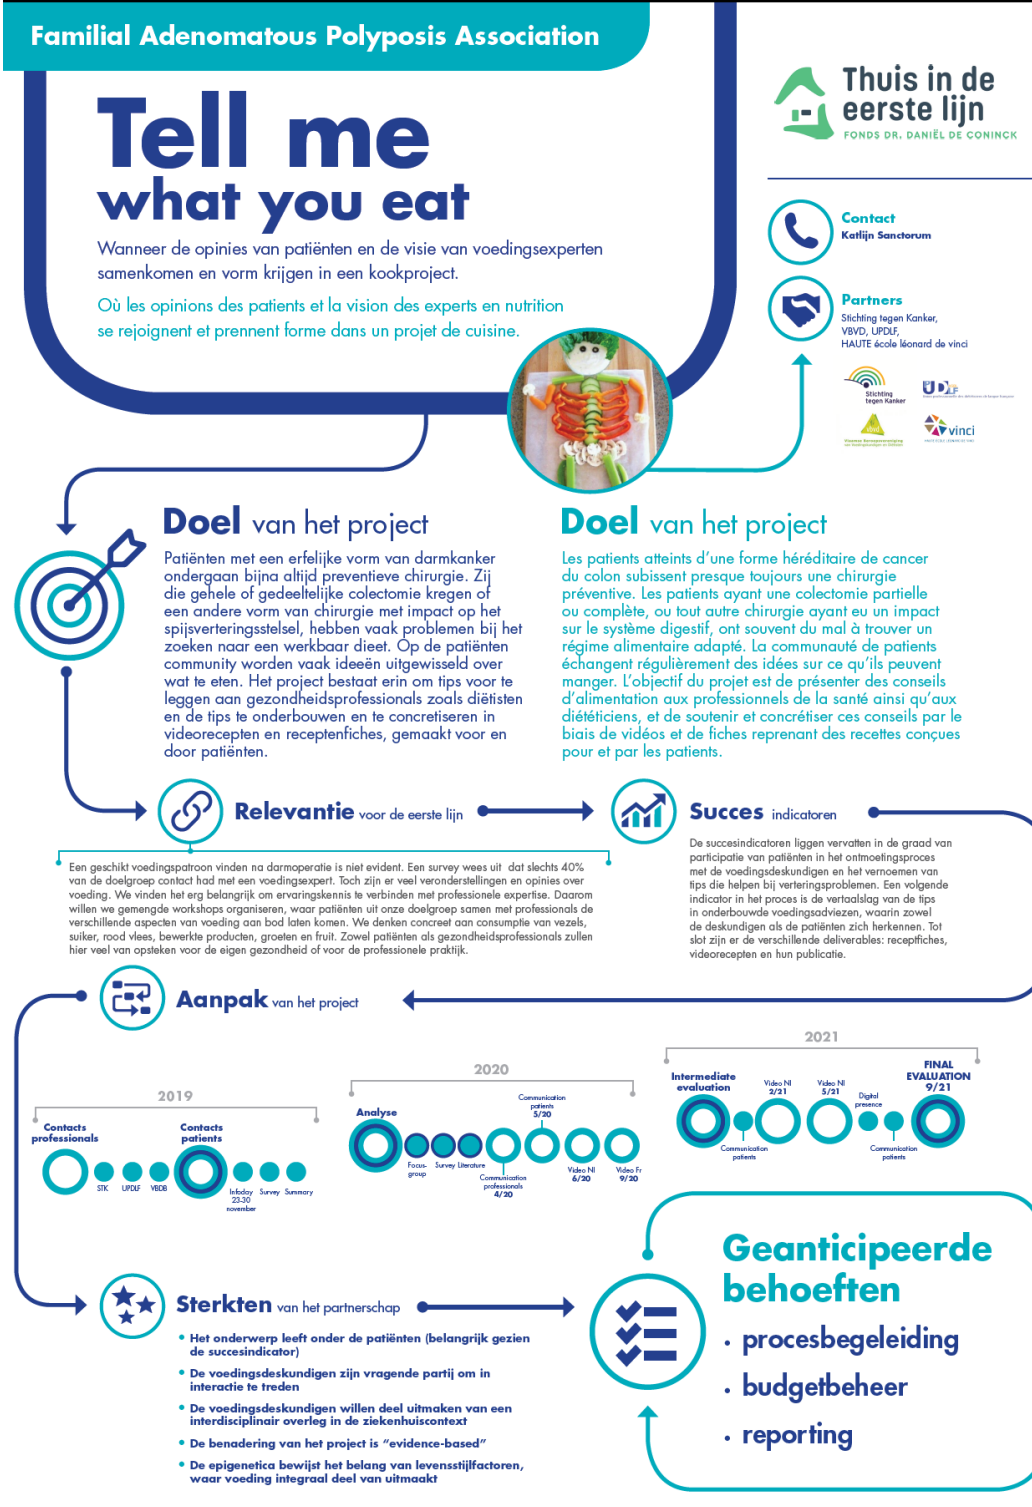 Familial Adenomatous Polyposis Association
Tell me
what you eat
Wanneer de opinies van patiënten en de visie van voedingsexperten
samenkomen en vorm krijgen in een kookproject.
Où les opinions des patients et la vision des experts en nutrition
se rejoignent et prennent forme dans un projet de cuisine.
Thuis in de
eerste lijn
FONDS DR. DANIËL DE CONINCK
Contact
Katlijn Sanctorum
Partners
Stichting tegen Kanker,
VBVD, UPDLF,
HAUTE école léonard de vinci
Stichting
tegen Kanker
UPDLF
vbvd
vinci
Doel van het project
Patiënten met een erfelijke vorm van darmkanker
ondergaan bijna altijd preventieve chirurgie. Zij
die gehele of gedeeltelijke colectomie kregen of
een andere vorm van chirurgie met impact op het
spijsverteringsstelsel, hebben vaak problemen bij het
zoeken naar een werkbaar dieet. Op de patiënten
community worden vaak ideeën uitgewisseld over
wat te eten. Het project bestaat erin om tips voor te
leggen aan gezondheidsprofessionals zoals diëtisten
en de tips te onderbouwen en te concretiseren in
videorecepten en receptenfiches, gemaakt voor en
door patiënten.
Doel van het project
Les patients atteints d'une forme héréditaire de cancer
du colon subissent presque toujours une chirurgie
préventive. Les patients ayant une colectomie partielle
ou complète, ou tout autre chirurgie ayant eu un impact
sur le système digestif, ont souvent du mal à trouver un
régime alimentaire adapté. La communauté de patients
échangent régulièrement des idées sur ce qu'ils peuvent
manger. L'objectif du projet est de présenter des conseils
d'alimentation aux professionnels de la santé ainsi qu'aux
diététiciens, et de soutenir et concrétiser ces conseils par le
biais de vidéos et de fiches reprenant des recettes conçues
pour et par les patients.
Relevantie voor de eerste lijn
Een geschikt voedingspatroon vinden na darmoperatie is niet evident. Een survey wees uit dat slechts 40%
van de doelgroep contact had met een voedingsexpert. Toch zijn er veel veronderstellingen en opinies over
voeding. We vinden het erg belangrijk om ervaringskennis te verbinden met professionele expertise. Daarom
willen we gemengde workshops organiseren, waar patiënten uit onze doelgroep samen met professionals de
verschillende aspecten van voeding aan bod laten komen. We denken concreet aan consumptie van vezels,
suiker, rood vlees, bewerkte producten, groeten en fruit. Zowel patiënten als gezondheidsprofessionals zullen
hier veel van opsteken voor de eigen gezondheid of voor de professionele praktijk.
Succes indicatoren
De succesindicatoren liggen vervatten in de graad van
participatie van patiënten in het ontmoetingsproces
met de voedingsdeskundigen en het vernoemen van
tips die helpen bij verteringsproblemen. Een volgende
indicator in het proces is de vertaalslag van de tips
in onderbouwde voedingsadviezen, waarin zowel
de deskundigen als de patiënten zich herkennen. Tot
slot zijn er de verschillende deliverables: receptfiches,
videorecepten en hun publicatie.
Aanpak van het project
2019
Contacts
professionals
STK
UPDLF
VBDB
Contacts
patients
Infoday
23-30
november
Survey
Summary
2020
Analyse
Focus-
group
Survey
Literature
Communication
professionals
4/20
Communication
patients
5/20
Video Nl
6/20
Video Fr
9/20
2021
Intermediate
evaluation
Communication
patients
Video Nl
2/21
Video Nl
5/21
Digital
presence
Communication
patients
FINAL
EVALUATION
9/21
Sterkten van het partnerschap
• Het onderwerp leeft onder de patiënten (belangrijk gezien
de succesindicator)
• De voedingsdeskundigen zijn vragende partij om in
interactie te treden
• De voedingsdeskundigen willen deel uitmaken van een
interdisciplinair overleg in de ziekenhuiscontext
• De benadering van het project is "evidence-based"
• De epigenetica bewijst het belang van levensstijlfactoren,
waar voeding integraal deel van uitmaakt
Geanticipeerde
behoeften
• procesbegeleiding
• budgetbeheer
• reporting